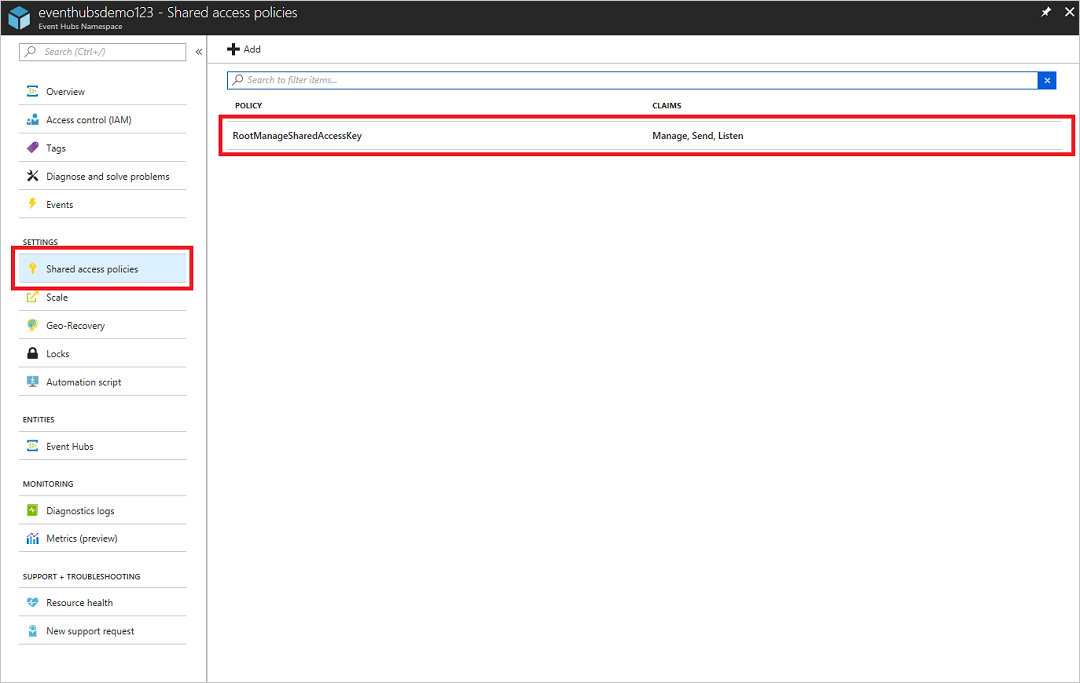 eventhubsdemo123 - Shared access policies
Event Hubs Namespace
Search (Ctrl+/)
«
Overview
Access control (IAM)
Tags
Diagnose and solve problems
Events
SETTINGS
Shared access policies
Scale
Geo-Recovery
Locks
Automation script
ENTITIES
Event Hubs
MONITORING
Diagnostics logs
Metrics (preview)
SUPPORT + TROUBLESHOOTING
Resource health
New support request
Add
Search to filter items...
POLICY CLAIMS
RootManageSharedAccessKey Manage, Send, Listen